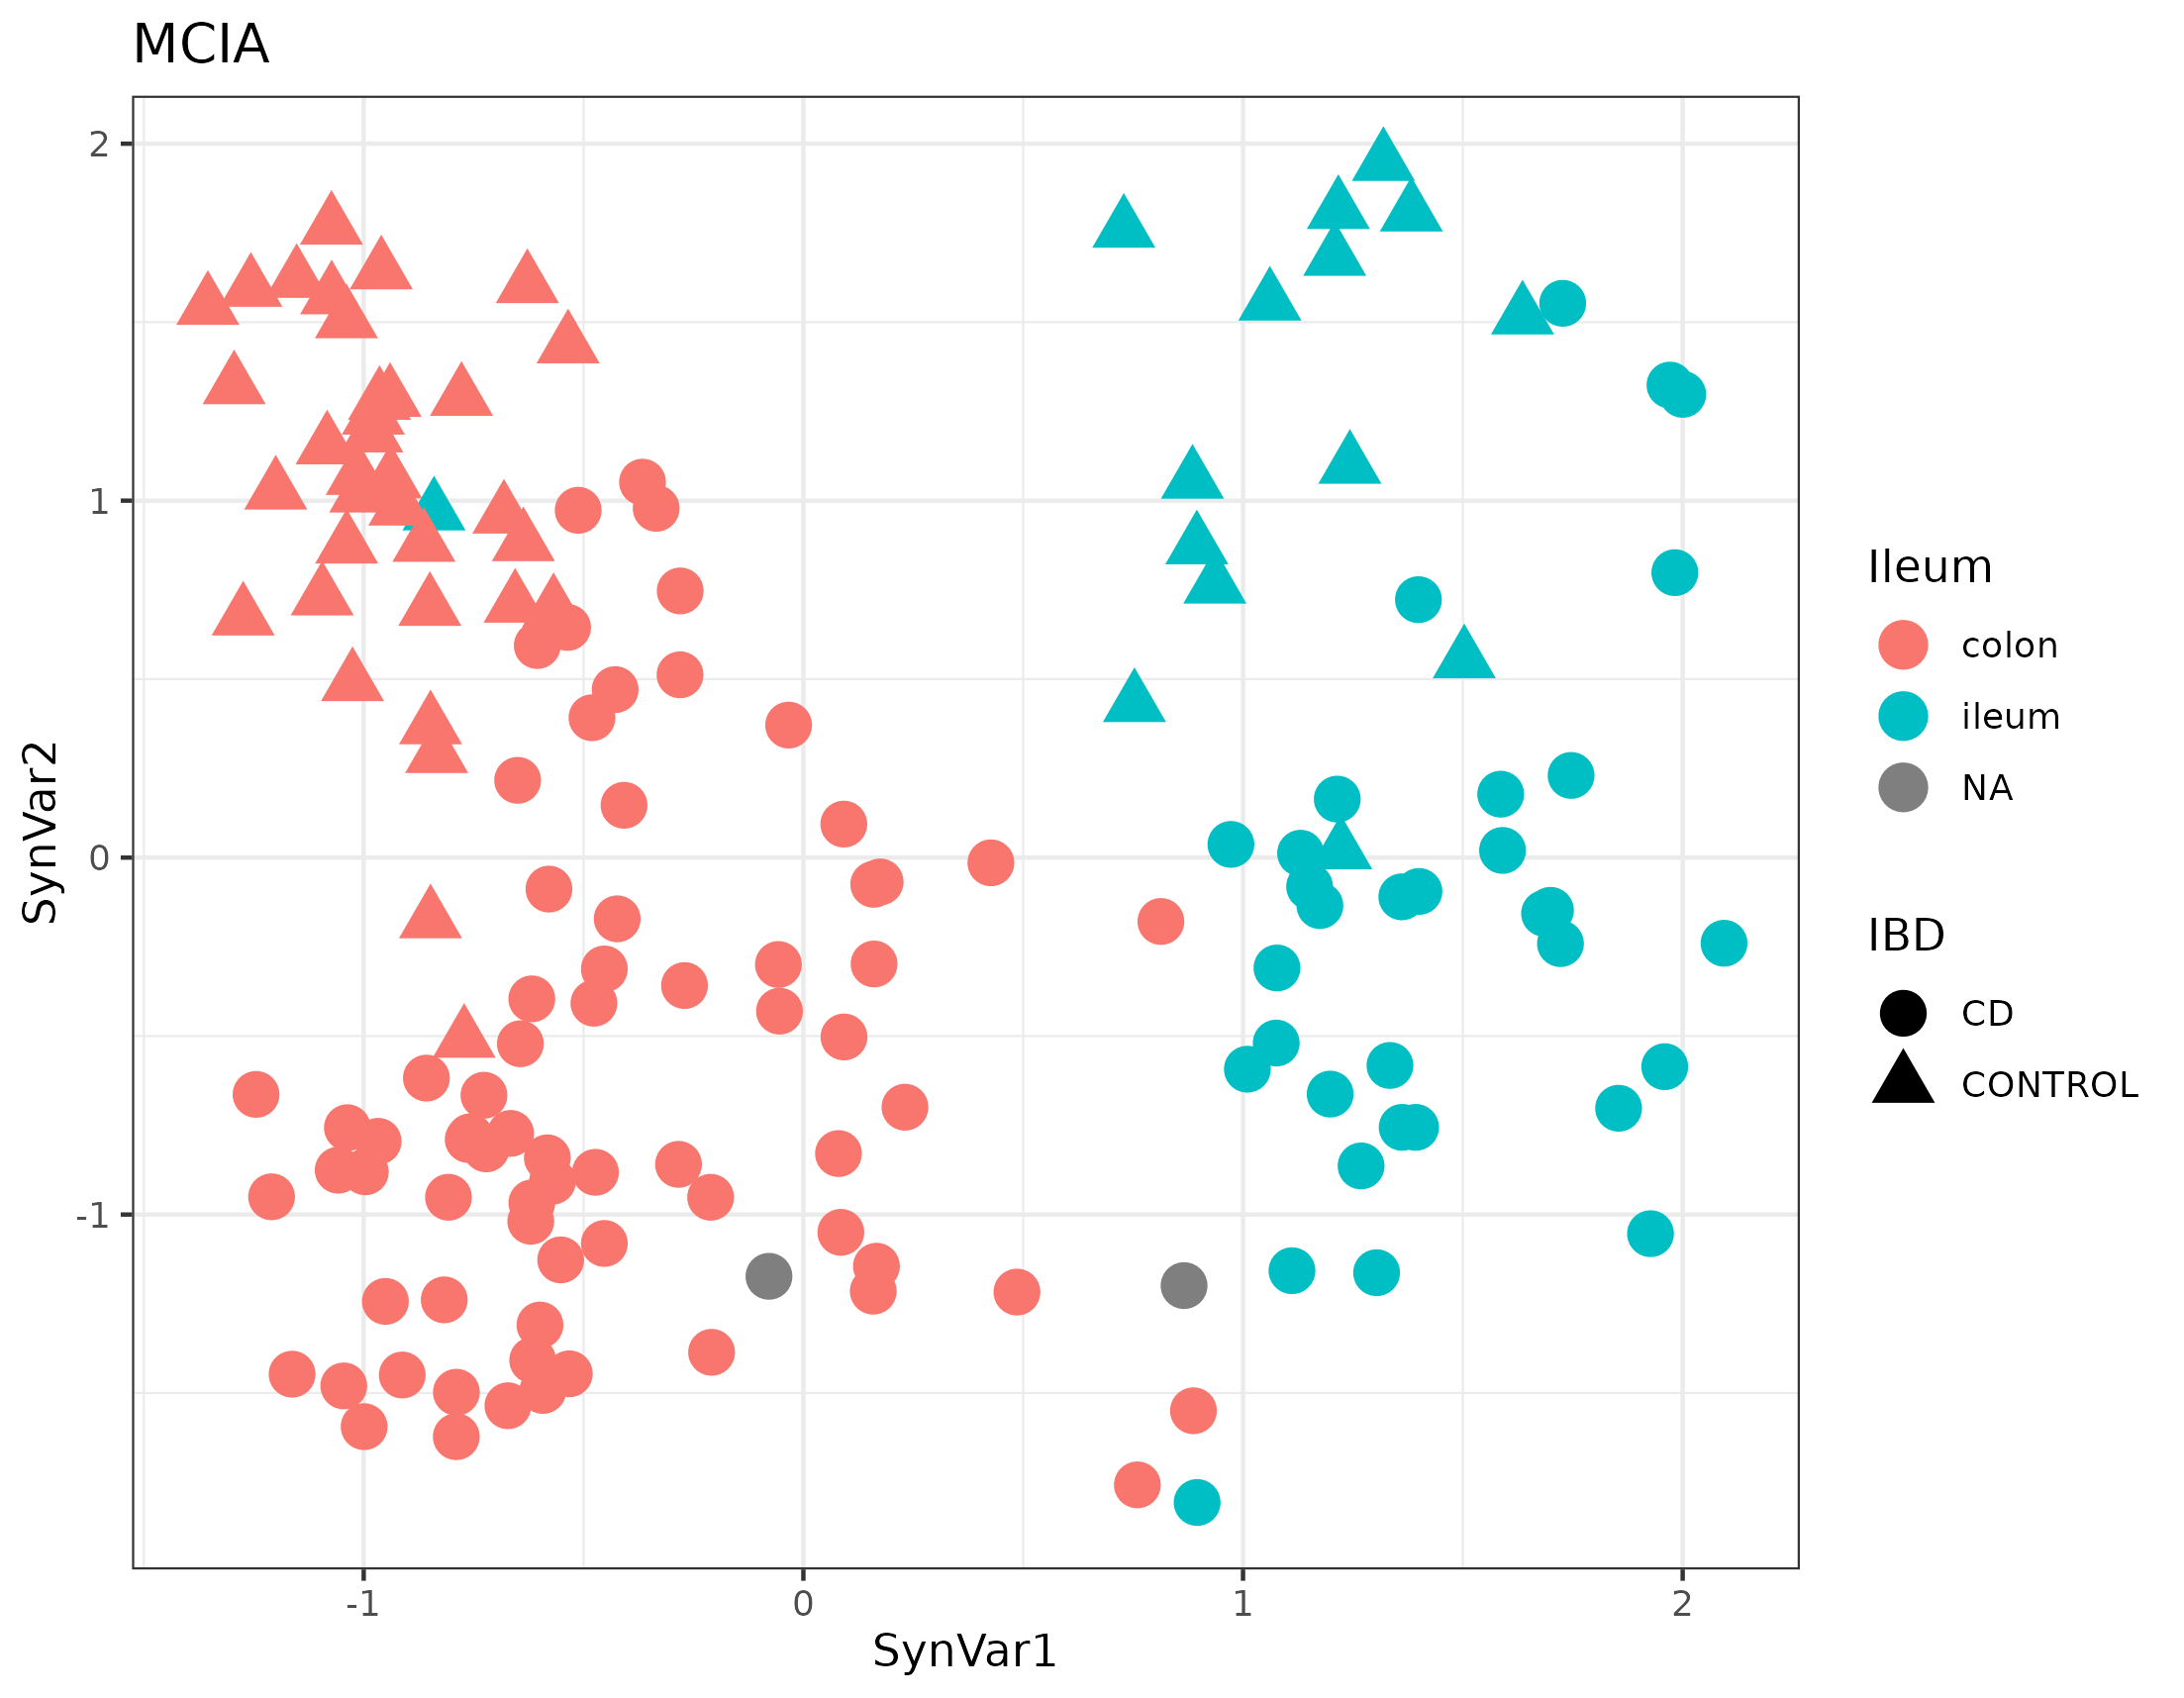 MCIA
2
1
0
-1
SynVar2
-1 0 1 2
SynVar1
Ileum
colon
ileum
NA
IBD
CD
CONTROL